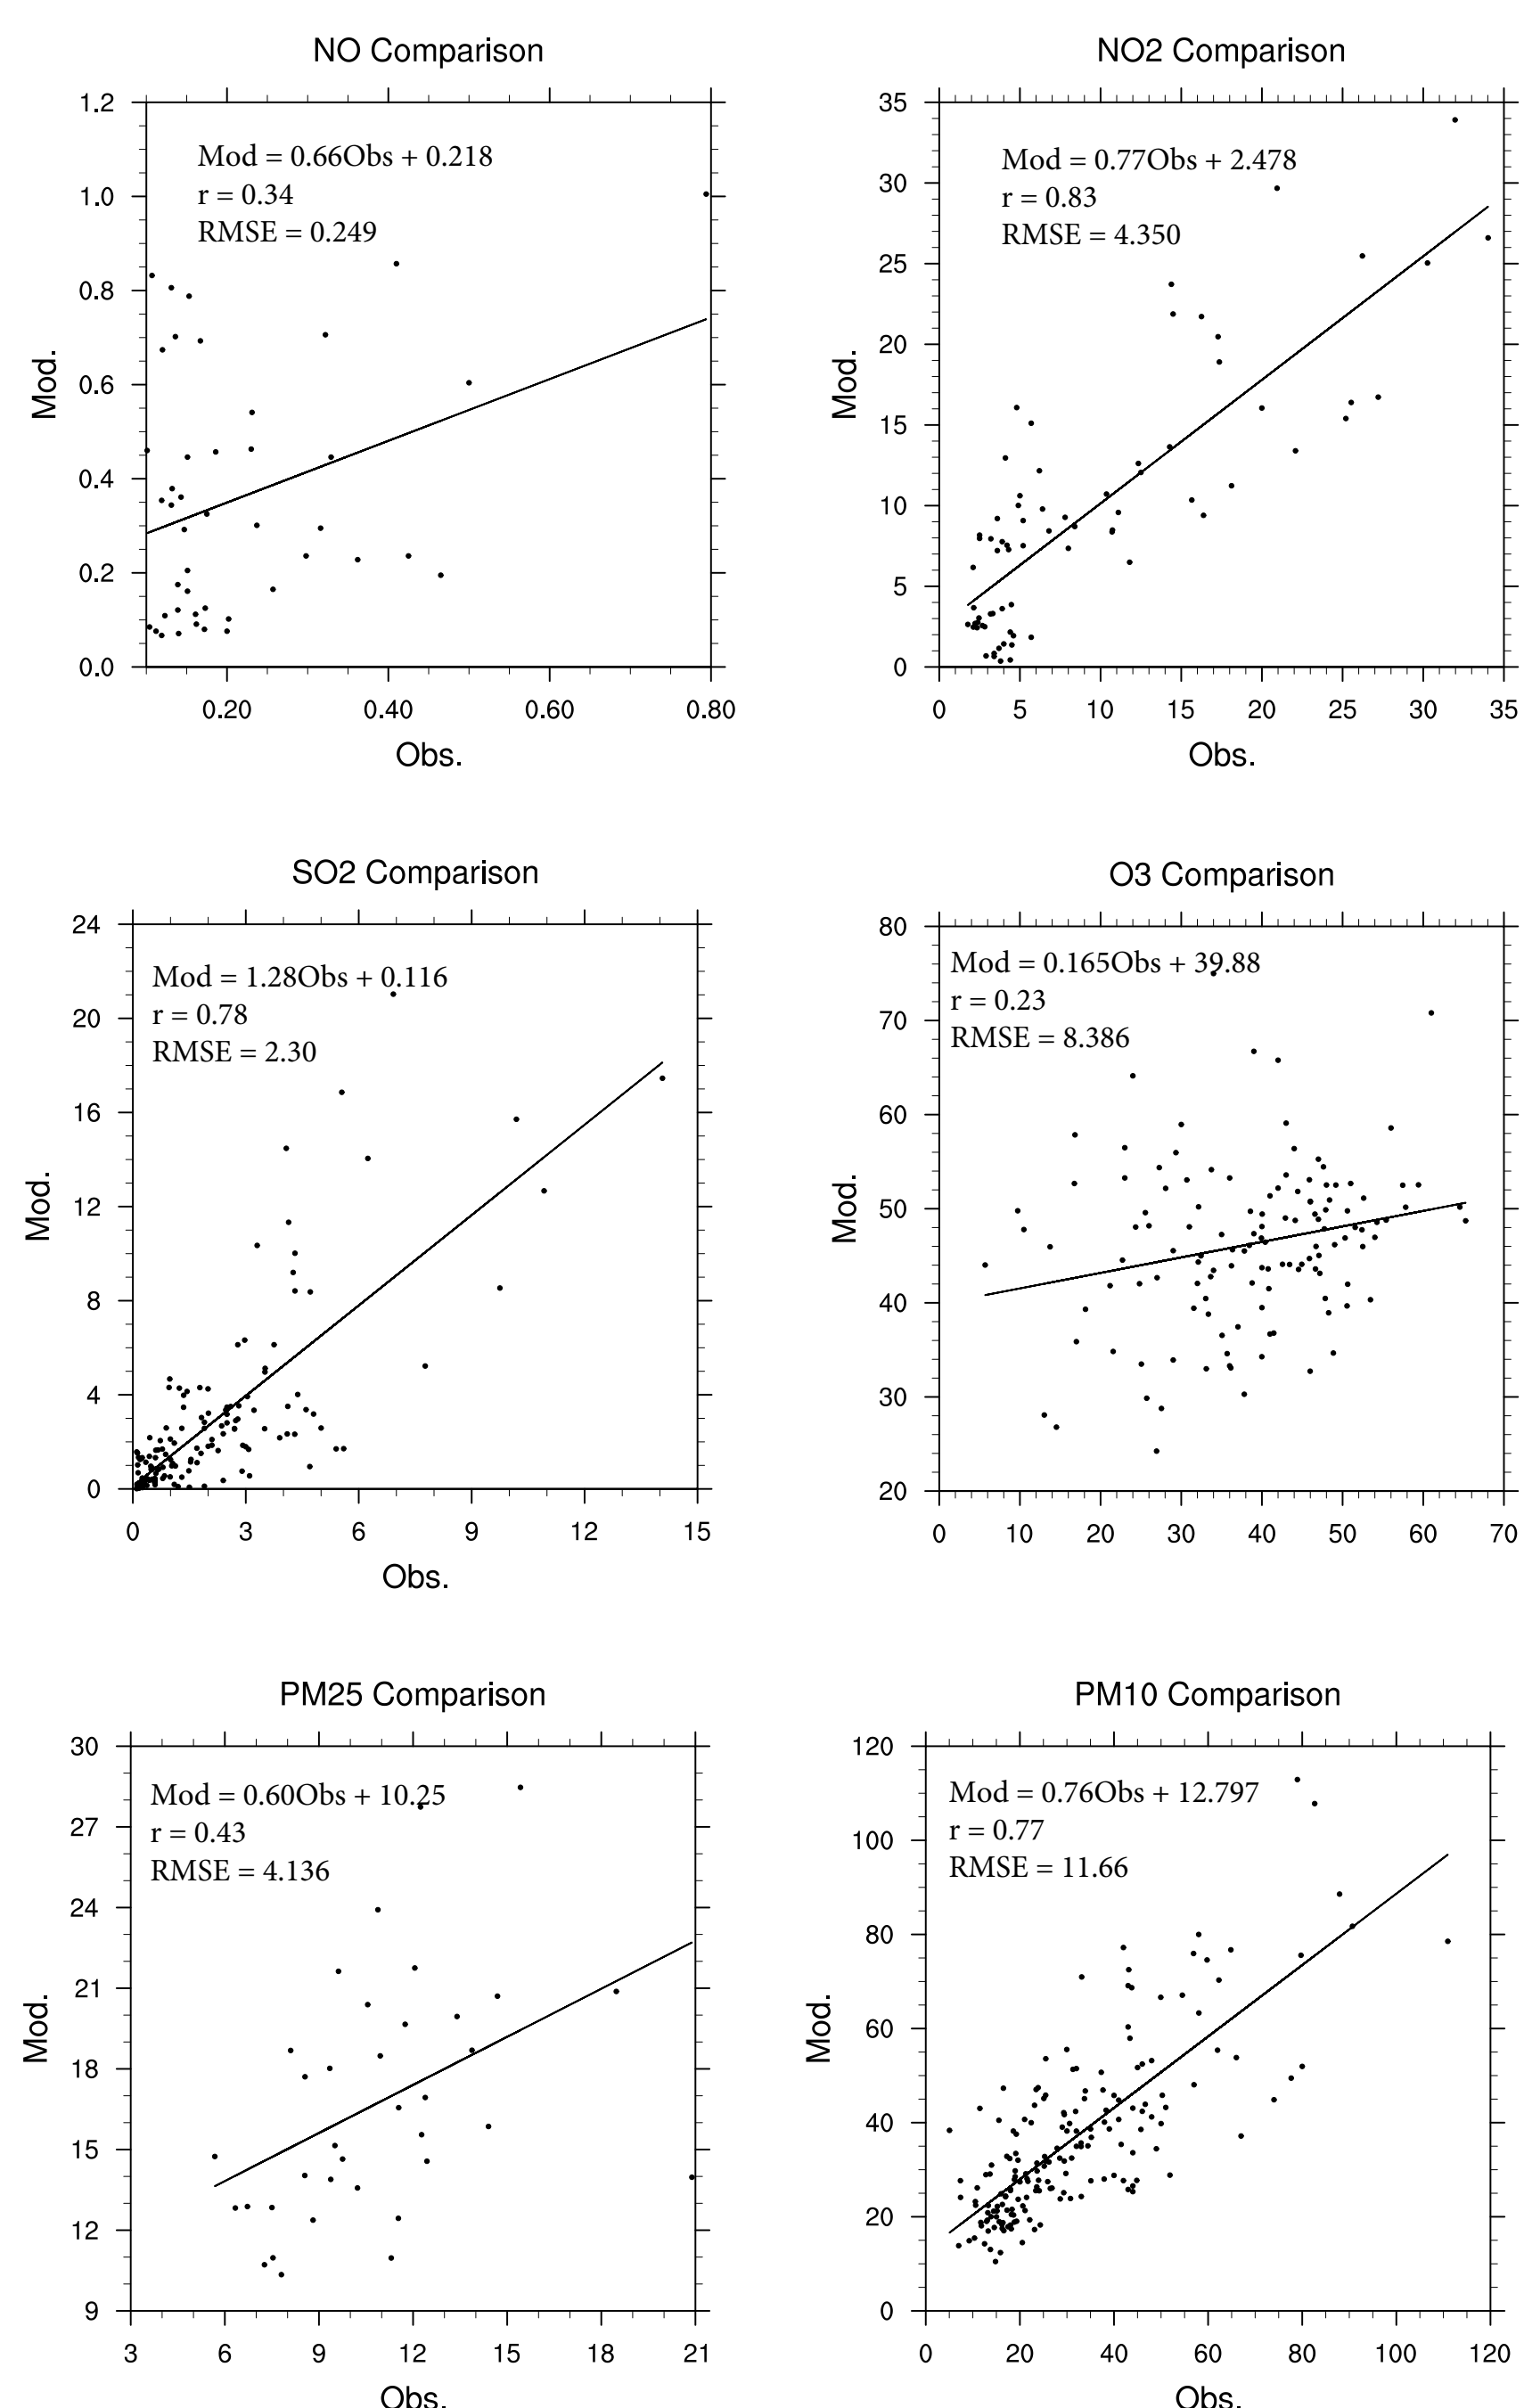 NO Comparison
Mod = 0.66Obs + 0.218
r = 0.34
RMSE = 0.249
1.2
1.0
0.8
0.6
0.4
0.2
0.0
Mod.
0.20 0.40 0.60 0.80
Obs.
NO2 Comparison
Mod = 0.77Obs + 2.478
r = 0.83
RMSE = 4.350
35
30
25
20
15
10
5
0
Mod.
0 5 10 15 20 25 30 35
Obs.
SO2 Comparison
Mod = 1.28Obs + 0.116
r = 0.78
RMSE = 2.30
24
20
16
12
8
4
0
Mod.
0 3 6 9 12 15
Obs.
O3 Comparison
Mod = 0.165Obs + 39.88
r = 0.23
RMSE = 8.386
80
70
60
50
40
30
20
Mod.
0 10 20 30 40 50 60 70
PM25 Comparison
Mod = 0.60Obs + 10.25
r = 0.43
RMSE = 4.136
30
27
24
21
18
15
12
9
Mod.
3 6 9 12 15 18 21
Obs.
PM10 Comparison
Mod = 0.76Obs + 12.797
r = 0.77
RMSE = 11.66
120
100
80
60
40
20
0
Mod.
0 20 40 60 80 100 120
Obs.